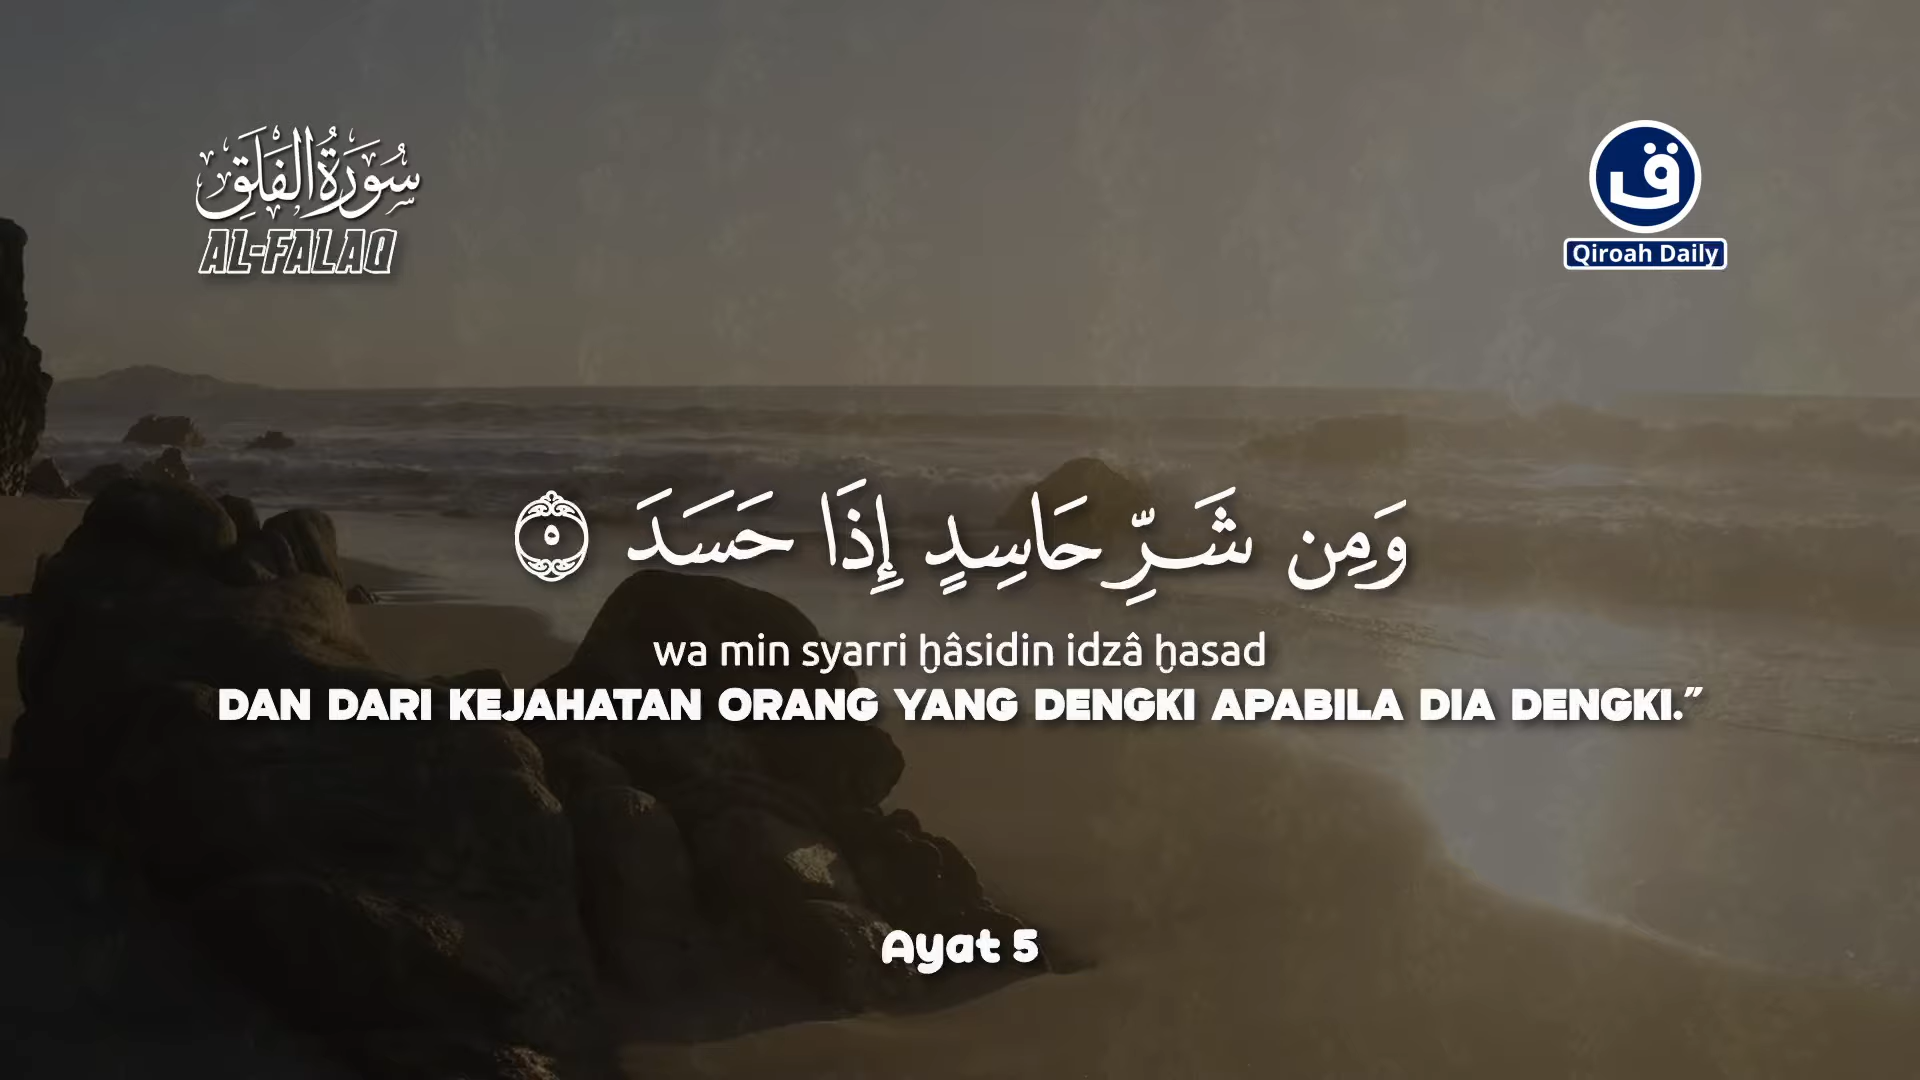 سُورَةُ الفَلَقِ
AL-FALAQ
ق
Qiroah Daily
وَمِن شَرِّ حَاسِدٍ إِذَا حَسَدَ ٥
wa min syarri ḫâsidin idzâ ḫasad
DAN DARI KEJAHATAN ORANG YANG DENGKI APABILA DIA DENGKI.”
Ayat 5